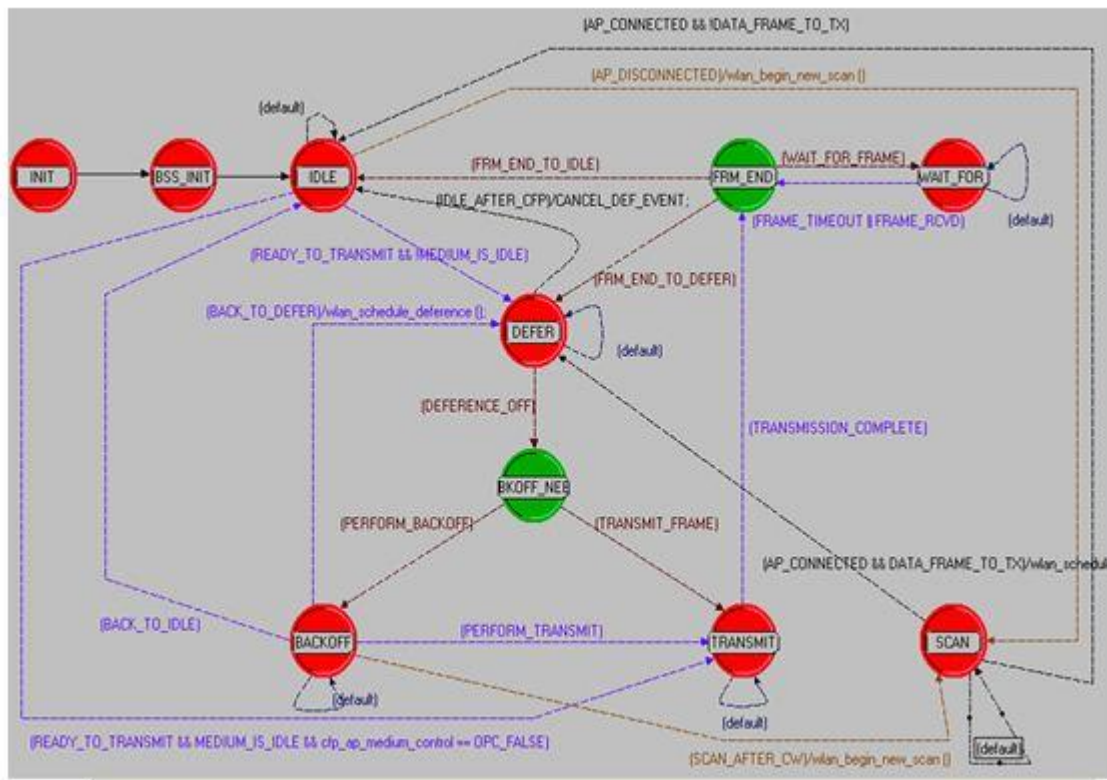 (AP_CONNECTED && !DATA_FRAME_TO_TX)
(AP_DISCONNECTED)/wlan_begin_new_scan ()
(default)
INIT
BSS_INIT
IDLE
(FRM_END_TO_IDLE)
FRM_END
(WAIT_FOR_FRAME)
WAIT_FOR
(IDLE_AFTER_CFP)/CANCEL_DEF_EVENT;
(FRAME_TIMEOUT || FRAME_RCVD)
(default)
(READY_TO_TRANSMIT && !MEDIUM_IS_IDLE)
(FRM_END_TO_DEFER)
(BACK_TO_DEFER)/wlan_schedule_deference ();
DEFER
(default)
(DEFERENCE_OFF)
(TRANSMISSION_COMPLETE)
BKOFF_NEE
(PERFORM_BACKOFF)
(TRANSMIT_FRAME)
(AP_CONNECTED && DATA_FRAME_TO_TX)/wlan_schedul
(BACK_TO_IDLE)
(PERFORM_TRANSMIT)
BACKOFF
TRANSMIT
SCAN
(default)
(default)
(READY_TO_TRANSMIT && MEDIUM_IS_IDLE && cfp_ap_medium_control == OPC_FALSE)
(default)
(SCAN_AFTER_CW)/wlan_begin_new_scan ()